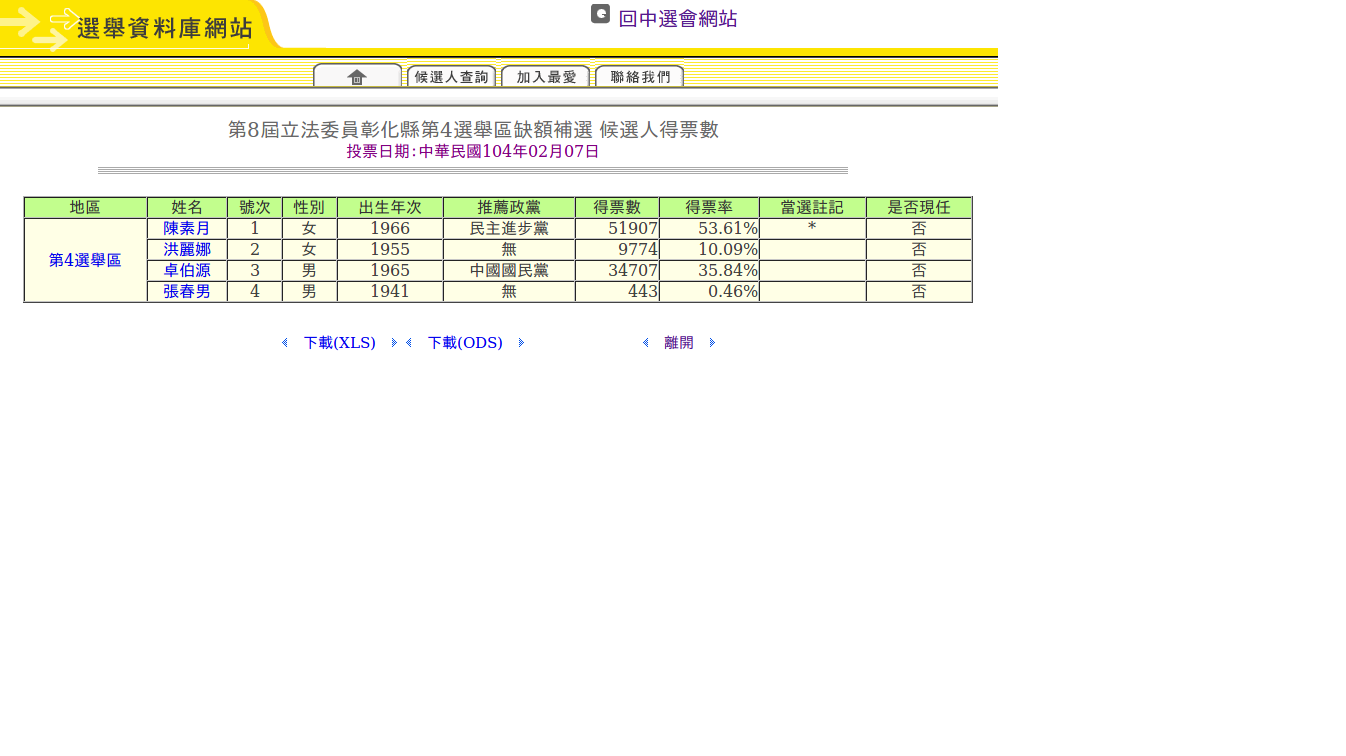 選舉資料庫網站
回中選會網站
候選人查詢 加入最愛 聯絡我們
第8屆立法委員彰化縣第4選舉區缺額補選 候選人得票數
投票日期:中華民國104年02月07日
地區 姓名 號次 性別 出生年次 推薦政黨 得票數 得票率 當選註記 是否現任
第4選舉區 陳素月 1 女 1966 民主進步黨 51907 53.61% * 否
洪麗娜 2 女 1955 無 9774 10.09% 否
卓伯源 3 男 1965 中國國民黨 34707 35.84% 否
張春男 4 男 1941 無 443 0.46% 否
下載(XLS) 下載(ODS) 離開